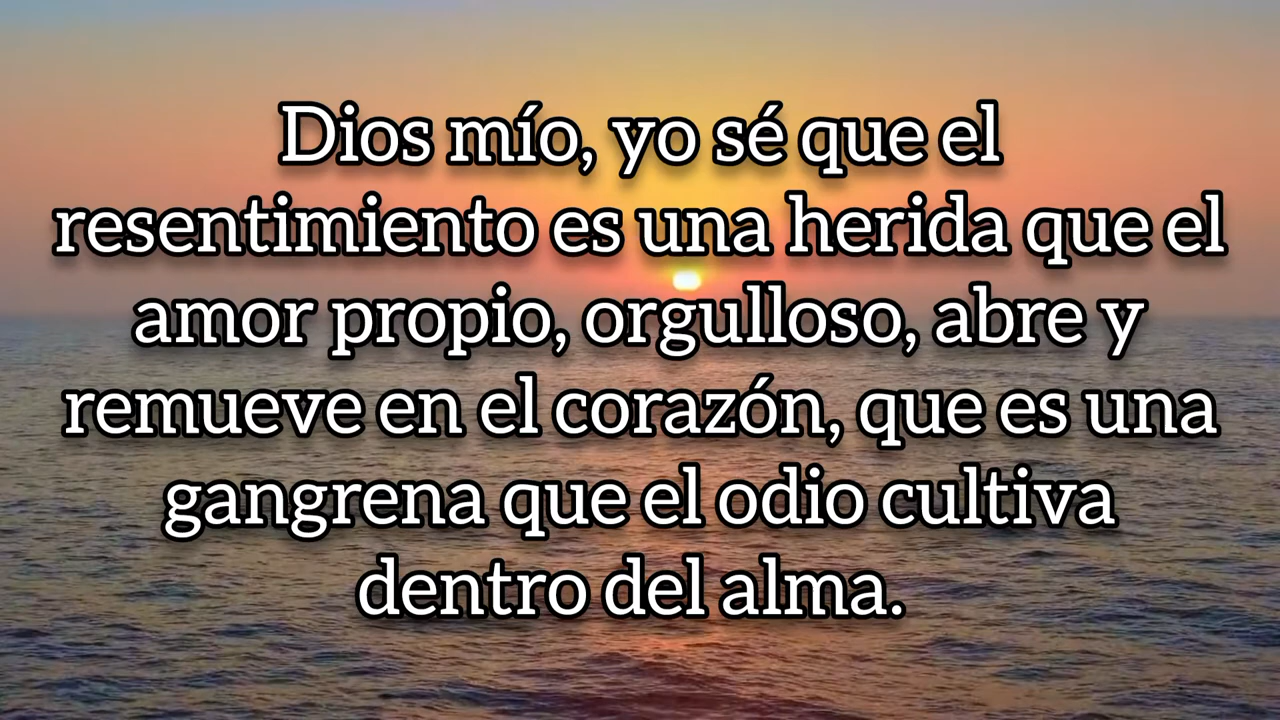 Dios mío, yo sé que el
resentimiento es una herida que el
amor propio, orgulloso, abre y
remueve en el corazón, que es una
gangrena que el odio cultiva
dentro del alma.